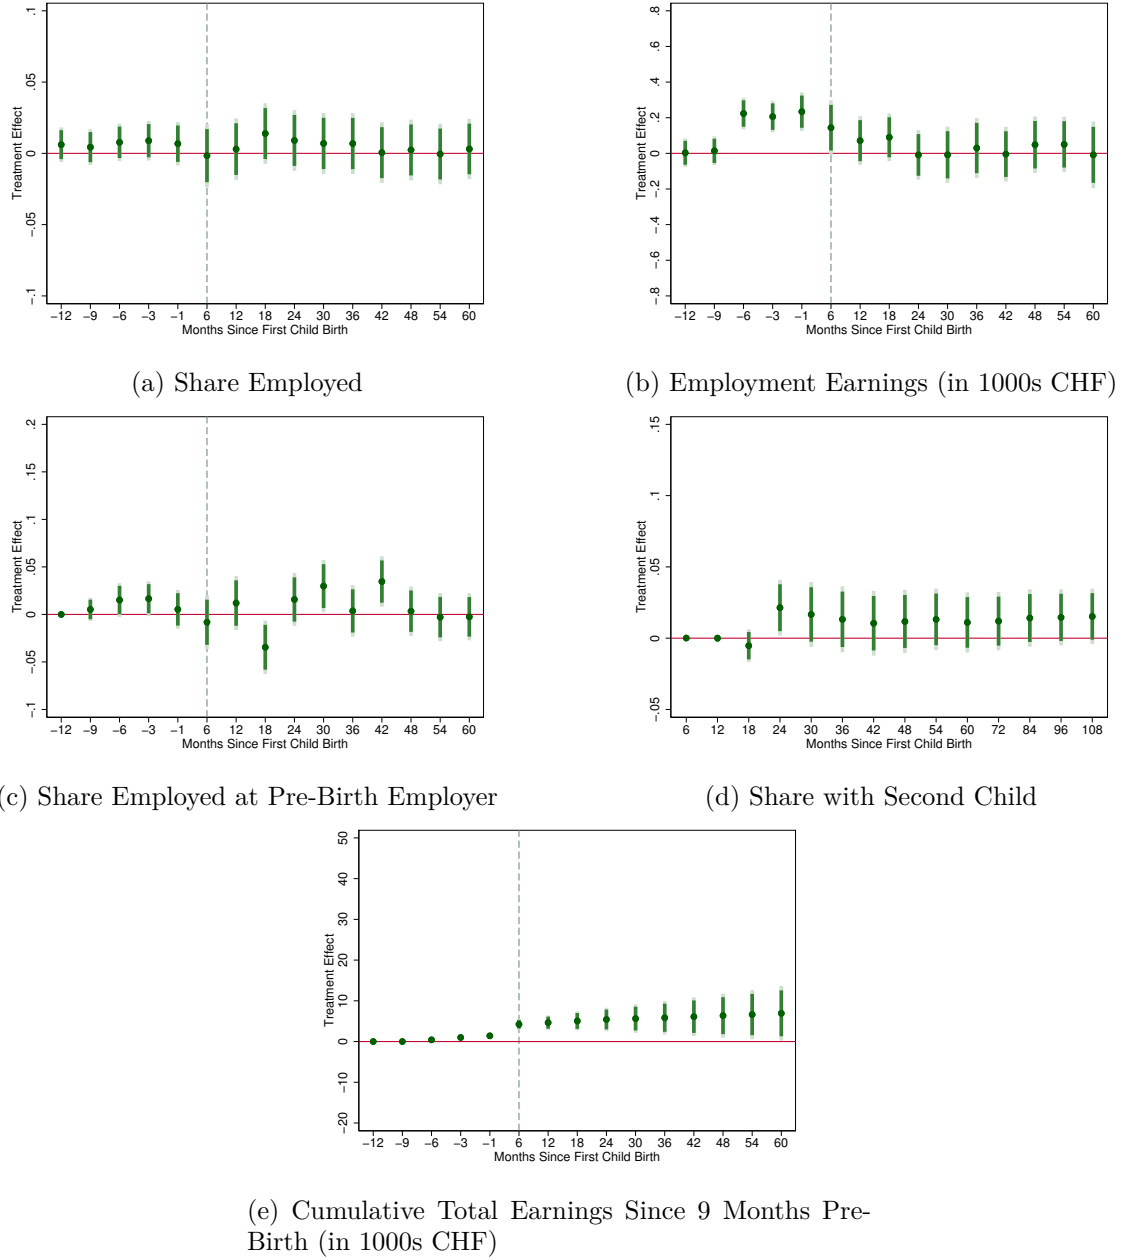 .1
.05
0
-.05
-.1
Treatment Effect
-12 -9 -6 -3 -1 6 12 18 24 30 36 42 48 54 60
Months Since First Child Birth
(a) Share Employed
.8
.6
.4
.2
0
-.2
-.4
-.6
-.8
Treatment Effect
-12 -9 -6 -3 -1 6 12 18 24 30 36 42 48 54 60
Months Since First Child Birth
(b) Employment Earnings (in 1000s CHF)
.2
.15
.1
.05
0
-.05
-.1
Treatment Effect
-12 -9 -6 -3 -1 6 12 18 24 30 36 42 48 54 60
Months Since First Child Birth
(c) Share Employed at Pre-Birth Employer
.15
.1
.05
0
-.05
Treatment Effect
6 12 18 24 30 36 42 48 54 60 72 84 96 108
Months Since First Child Birth
(d) Share with Second Child
50
40
30
20
10
0
-10
-20
Treatment Effect
-12 -9 -6 -3 -1 6 12 18 24 30 36 42 48 54 60
Months Since First Child Birth
(e) Cumulative Total Earnings Since 9 Months Pre-
Birth (in 1000s CHF)